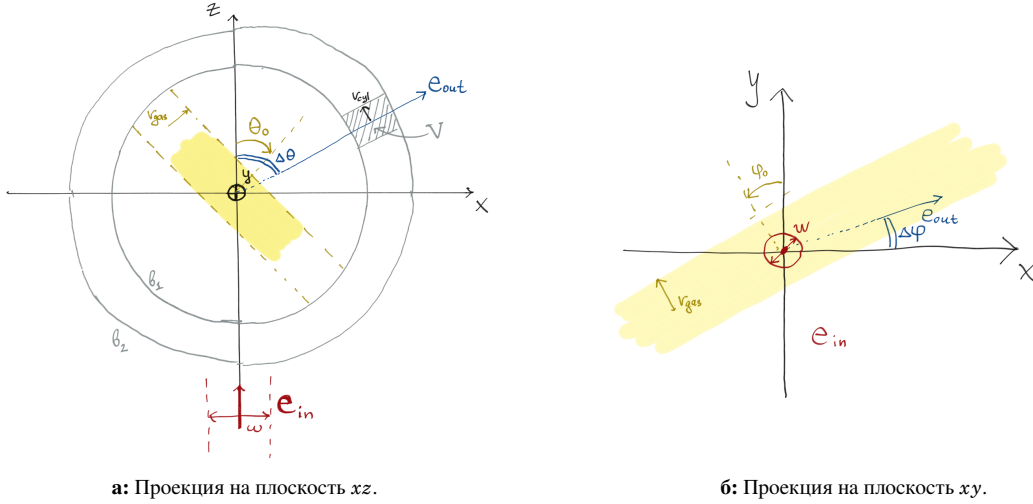 z
y
θ₀
v_cyl
e_out
v_gas
Δθ
V
y
x
φ₀
w
e_out
Δφ
x
v_gas
b₁
b₂
e_in
w
e_in
а: Проекция на плоскость xz.
б: Проекция на плоскость xy.